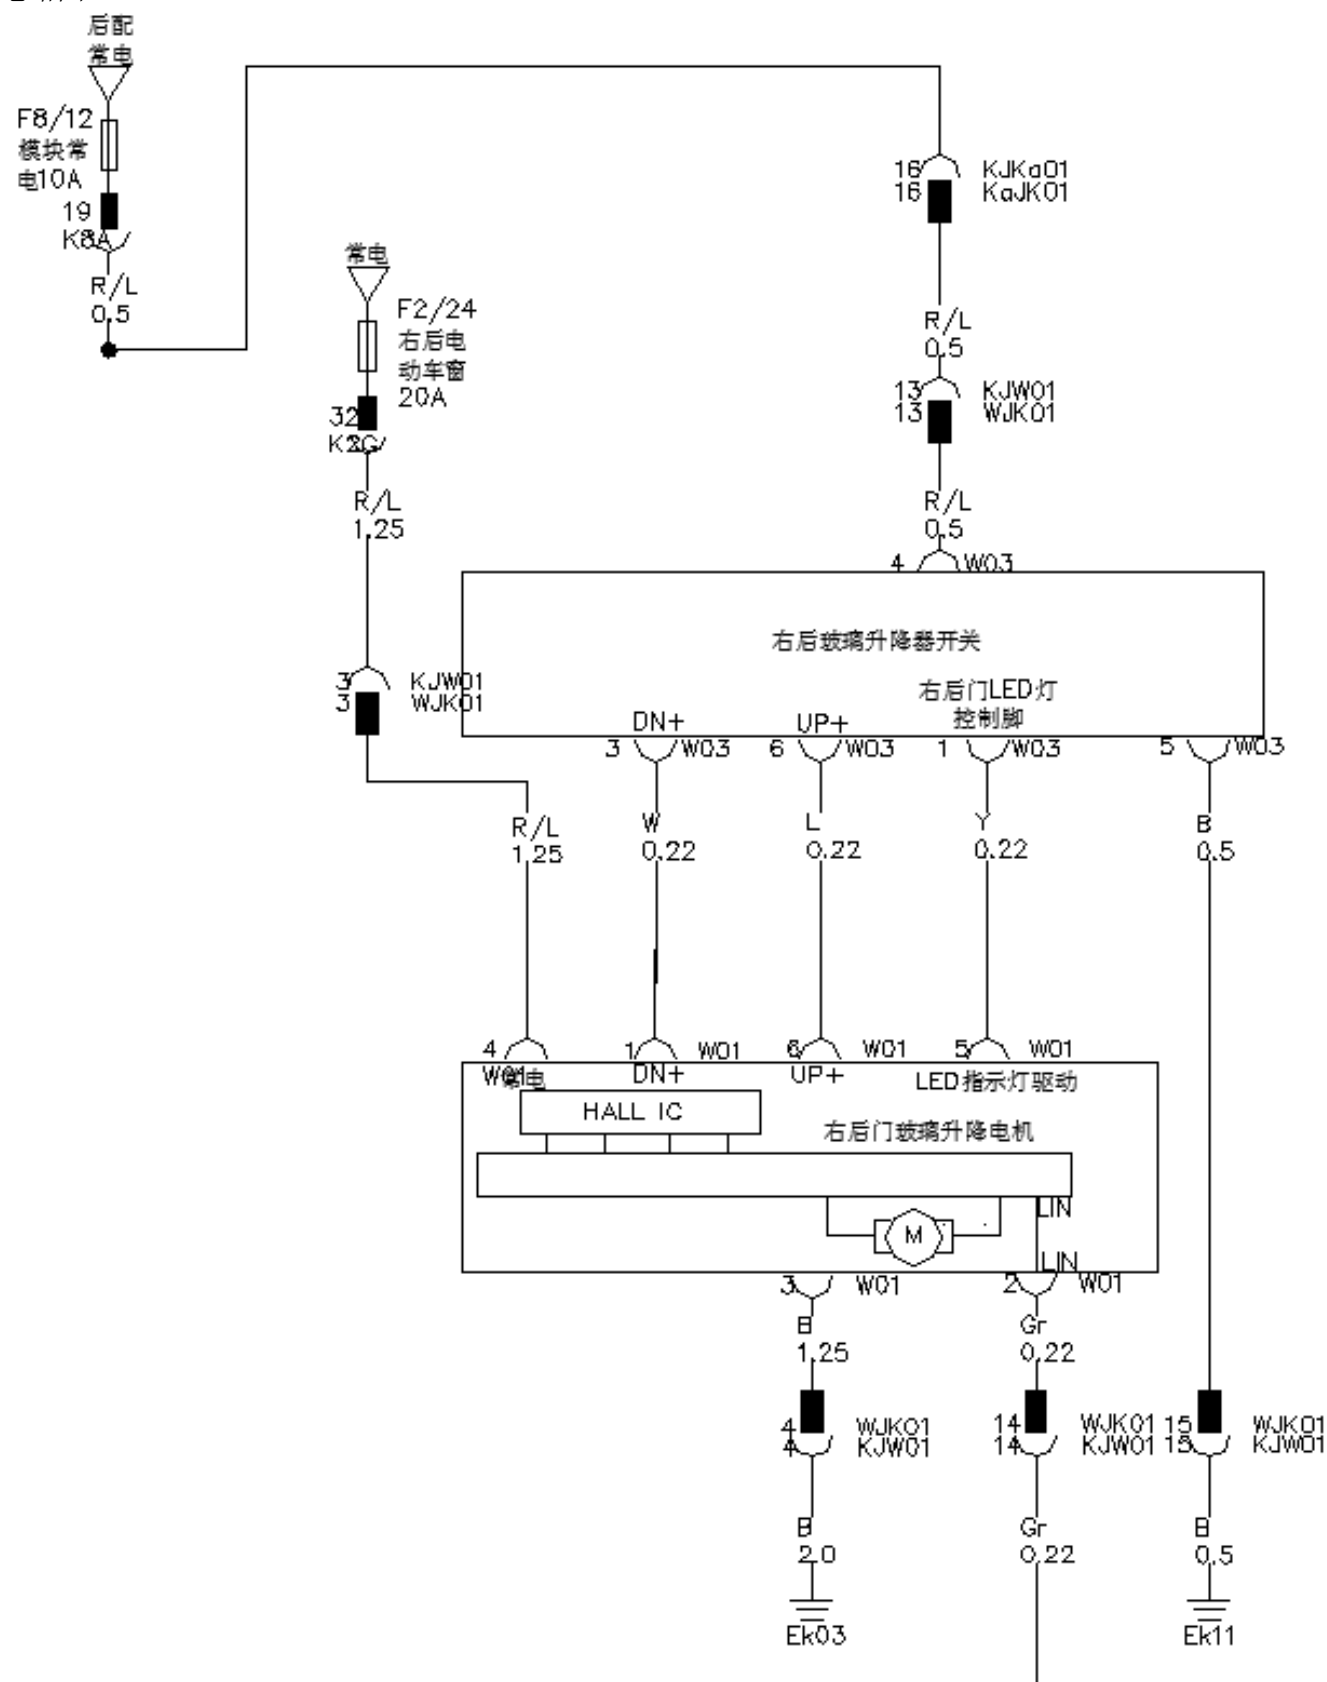 后配
常电
F8/12
模块常
电10A
19
K8A
R/L
0.5
16 KJKa01
16 KaJK01
常电
F2/24
右后电
动车窗
20A
32
K2G
R/L
0.5
13 KJW01
13 WJK01
R/L
1.25
R/L
0.5
4 W03
右后玻璃升降器开关
3 KJW01
3 WJK01
右后门LED灯
控制脚
DN+ UP+
3 W03 6 W03 1 W03 5 W03
R/L W L Y B
1.25 0.22 0.22 0.22 0.5
4 1 W01 6 W01 5 W01
W01 常电 DN+ UP+ LED指示灯驱动
HALL IC
右后门玻璃升降电机
LIN
M
LIN
3 W01 2 W01
B Gr
1.25 0.22
4 WJK01 14 WJK01 15 WJK01
4 KJW01 14 KJW01 15 KJW01
B Gr B
2.0 0.22 0.5
Ek03 Ek11